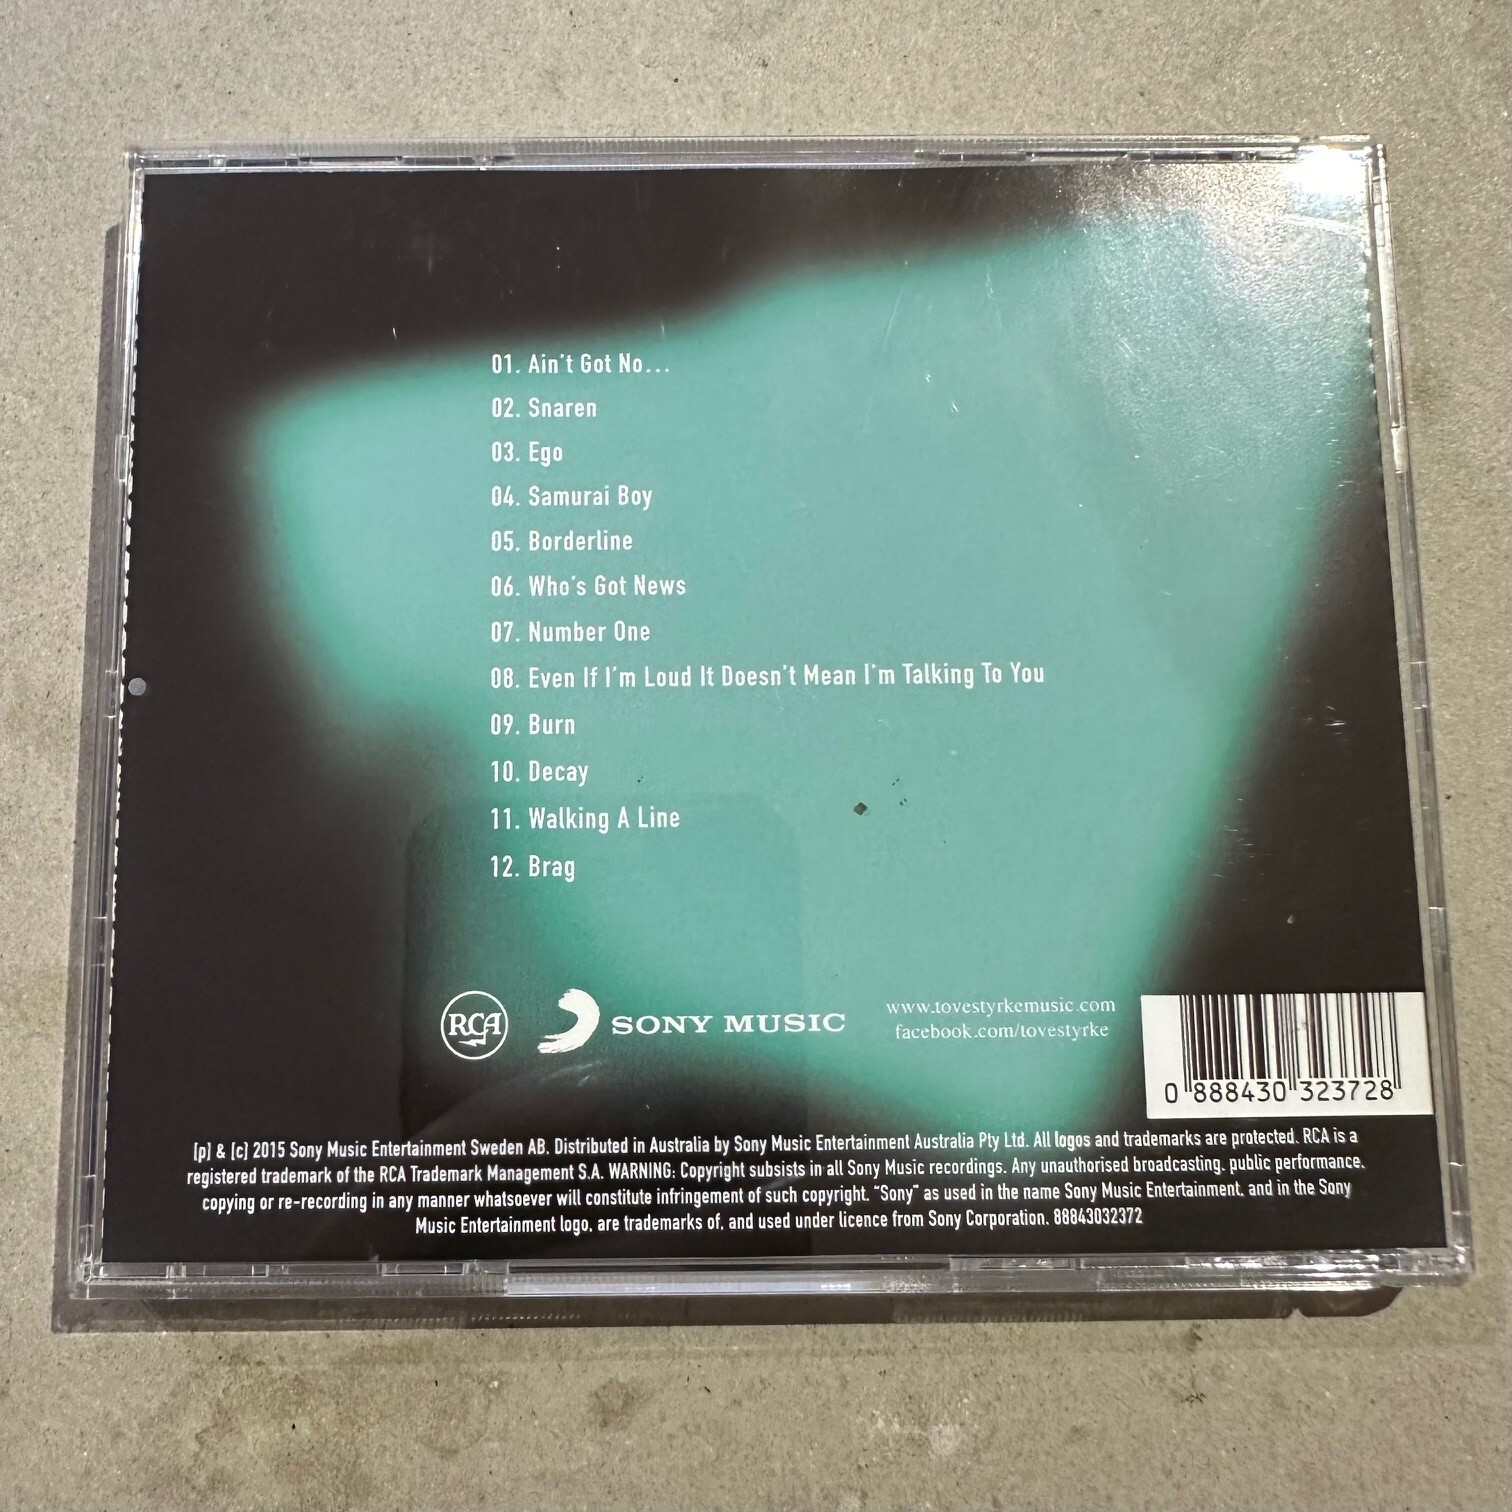 01. Ain't Got No...
02. Snaren
03. Ego
04. Samurai Boy
05. Borderline
06. Who's Got News
07. Number One
08. Even If I'm Loud It Doesn't Mean I'm Talking To You
09. Burn
10. Decay
11. Walking A Line
12. Brag
RCA
SONY MUSIC
www.tovestyrkemusic.com
facebook.com/tovestyrke
0 888430 323728
(p) & (c) 2015 Sony Music Entertainment Sweden AB. Distributed in Australia by Sony Music Entertainment Australia Pty Ltd. All logos and trademarks are protected. RCA is a
registered trademark of the RCA Trademark Management S.A. WARNING: Copyright subsists in all Sony Music recordings. Any unauthorised broadcasting. public performance.
copying or re-recording in any manner whatsoever will constitute infringement of such copyright. "Sony" as used in the name Sony Music Entertainment. and in the Sony
Music Entertainment logo. are trademarks of. and used under licence from Sony Corporation. 88843032372